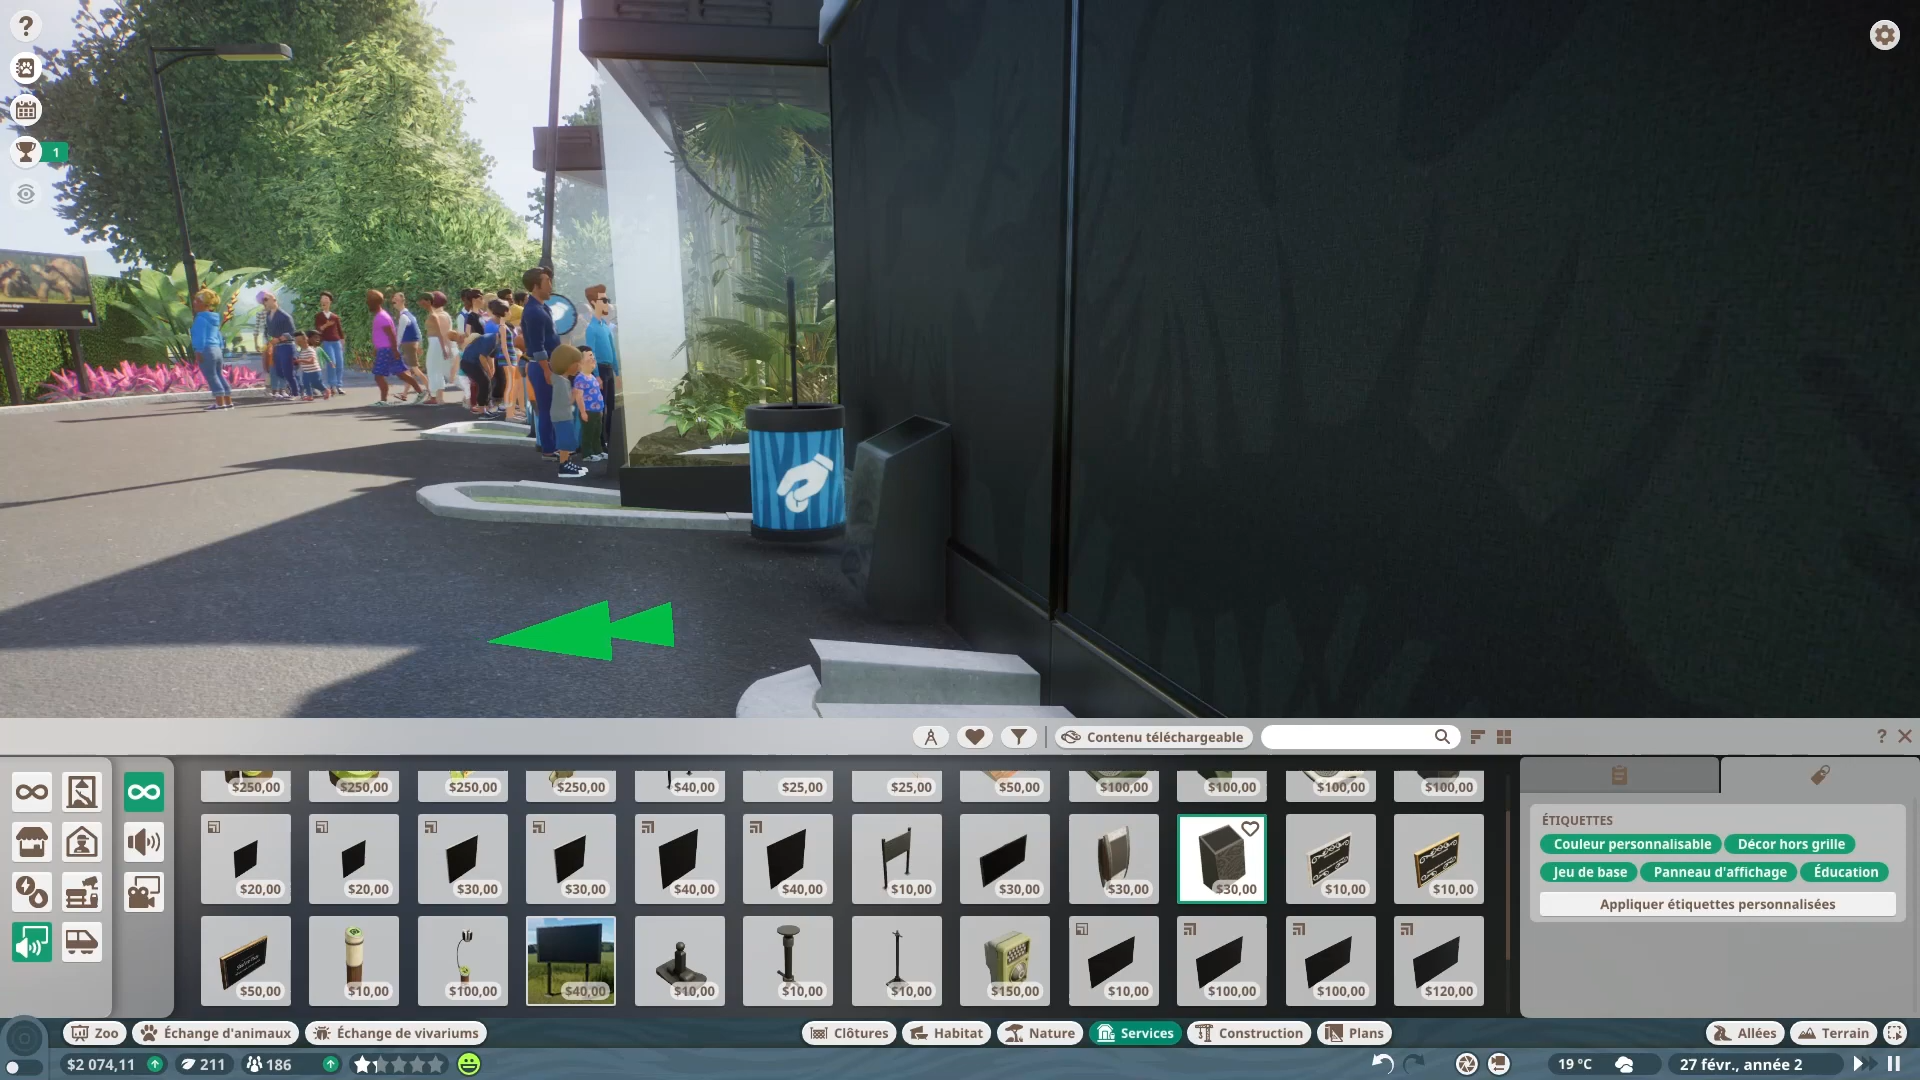 ?
1
Contenu téléchargeable
?
$250,00 $250,00 $250,00 $250,00 $40,00 $25,00 $25,00 $50,00 $100,00 $100,00 $100,00 $100,00
$20,00 $20,00 $30,00 $30,00 $40,00 $40,00 $10,00 $30,00 $30,00 $30,00 $10,00 $10,00
$50,00 $10,00 $100,00 $40,00 $10,00 $10,00 $10,00 $150,00 $10,00 $100,00 $100,00 $120,00
ÉTIQUETTES
Couleur personnalisable Décor hors grille
Jeu de base Panneau d'affichage Éducation
Appliquer étiquettes personnalisées
Zoo Échange d'animaux Échange de vivariums Clôtures Habitat Nature Services Construction Plans Allées Terrain
$2 074,11 211 186 19 °C 27 févr., année 2